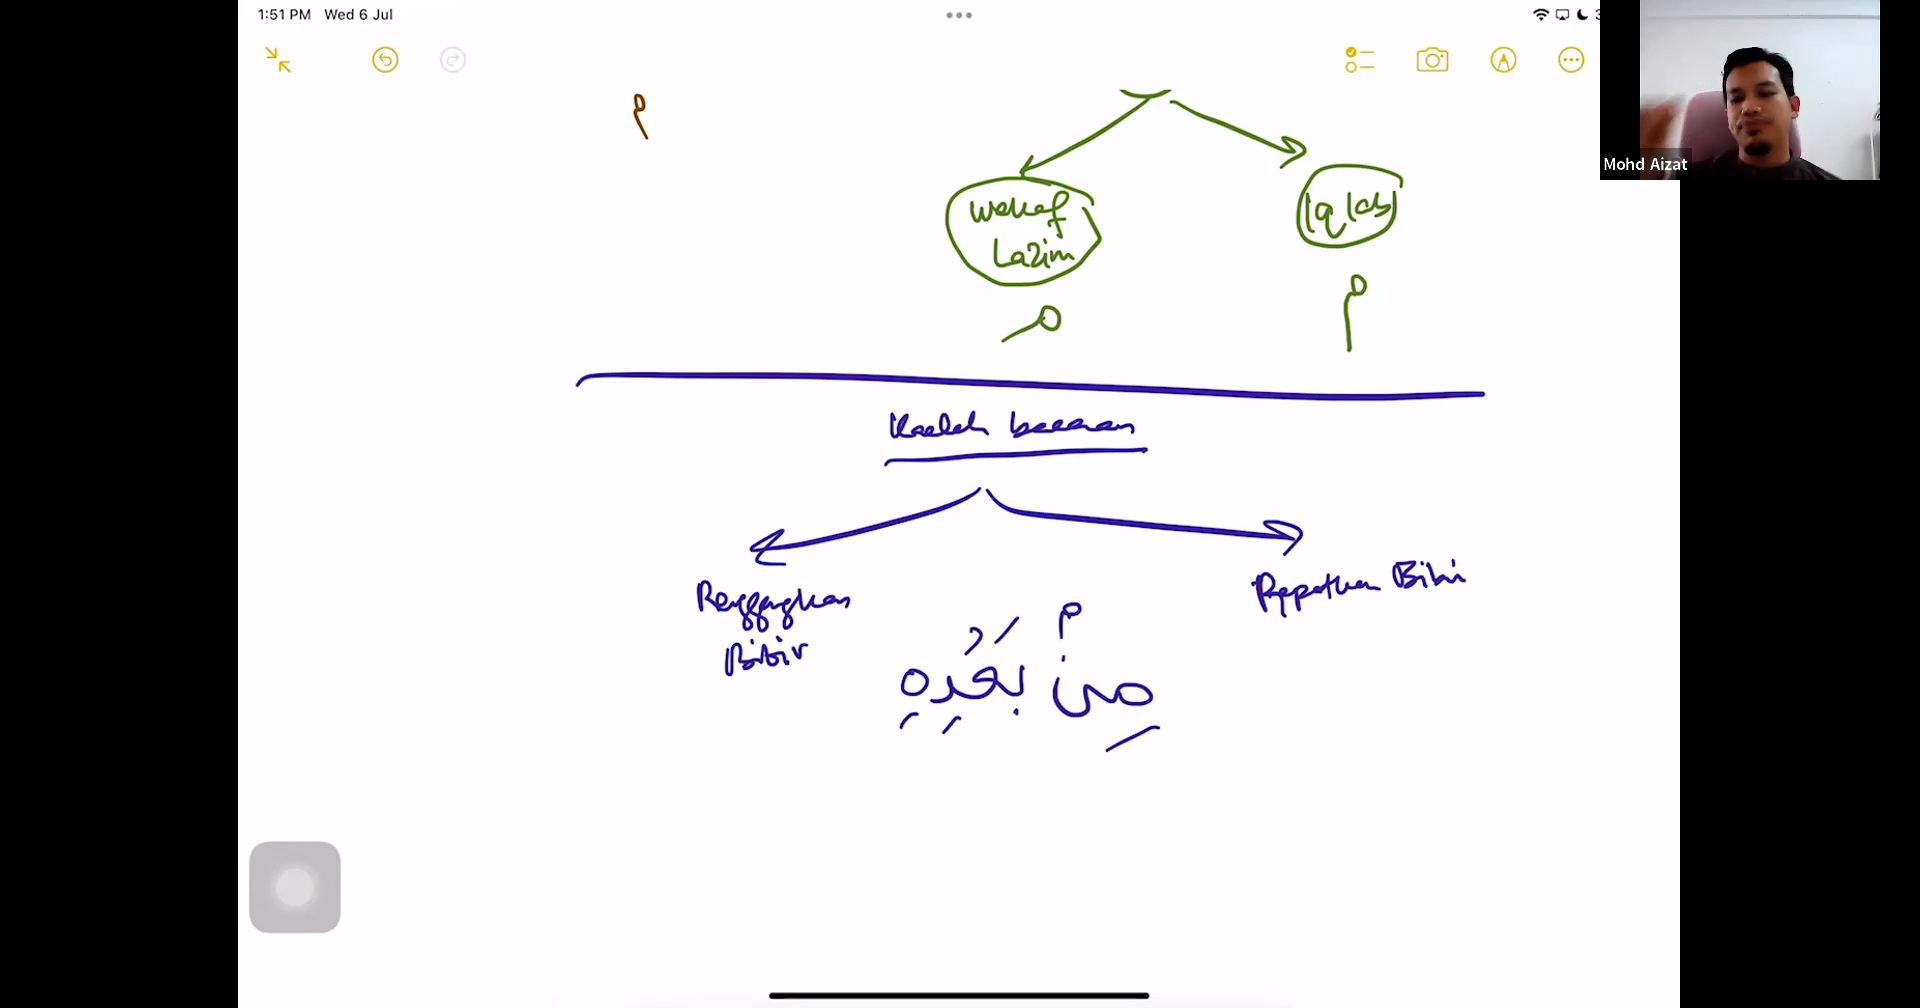 1:51 PM Wed 6 Jul
Mohd Aizat
م
Wakaf
Lazim
Iqlab
م
م
Kaedah bacaan
Renggangkan
Bibir
Rapatkan Bibir
مِنۢ بَعْدِهِ